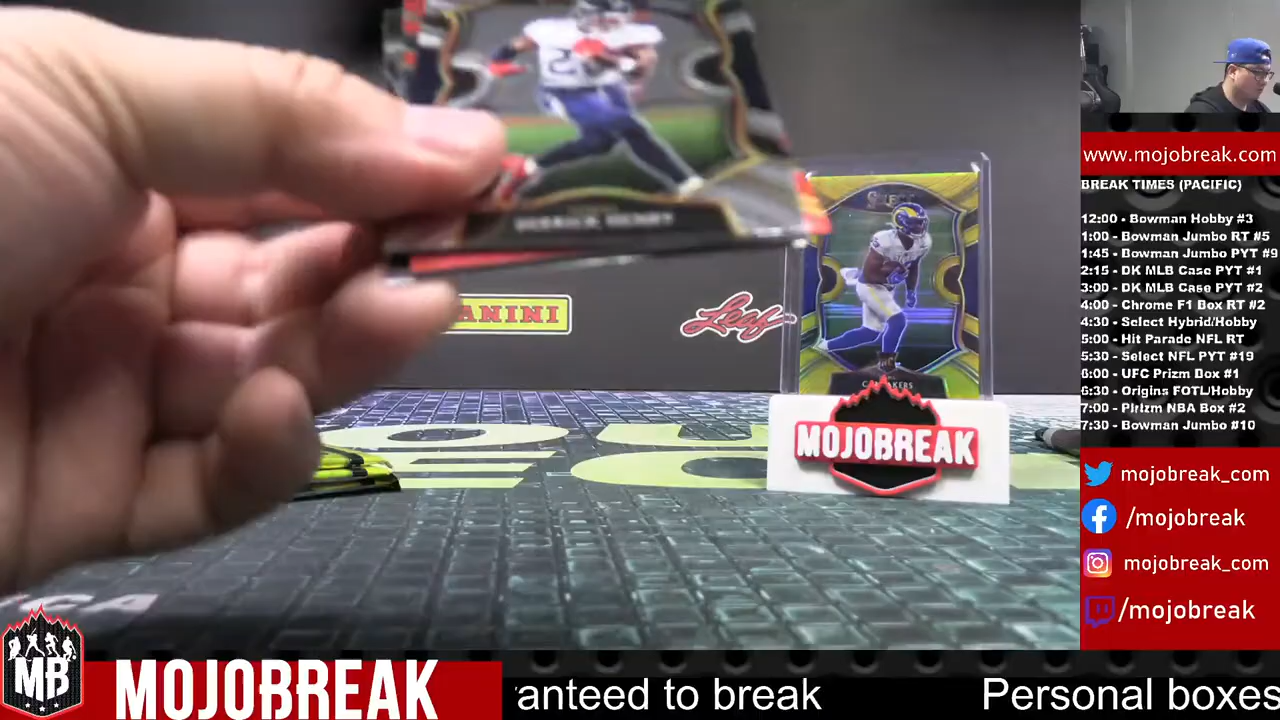 DERRICK HENRY
PANINI
Leaf
SELECT
CAM AKERS
MOJOBREAK
www.mojobreak.com
BREAK TIMES (PACIFIC)
12:00 - Bowman Hobby #3
1:00 - Bowman Jumbo RT #5
1:45 - Bowman Jumbo PYT #9
2:15 - DK MLB Case PYT #1
3:00 - DK MLB Case PYT #2
4:00 - Chrome F1 Box RT #2
4:30 - Select Hybrid/Hobby
5:00 - Hit Parade NFL RT
5:30 - Select NFL PYT #19
6:00 - UFC Prizm Box #1
6:30 - Origins FOTL/Hobby
7:00 - Pirizm NBA Box #2
7:30 - Bowman Jumbo #10
mojobreak_com
/mojobreak
mojobreak_com
/mojobreak
MB
MOJOBREAK
anteed to break
Personal boxes